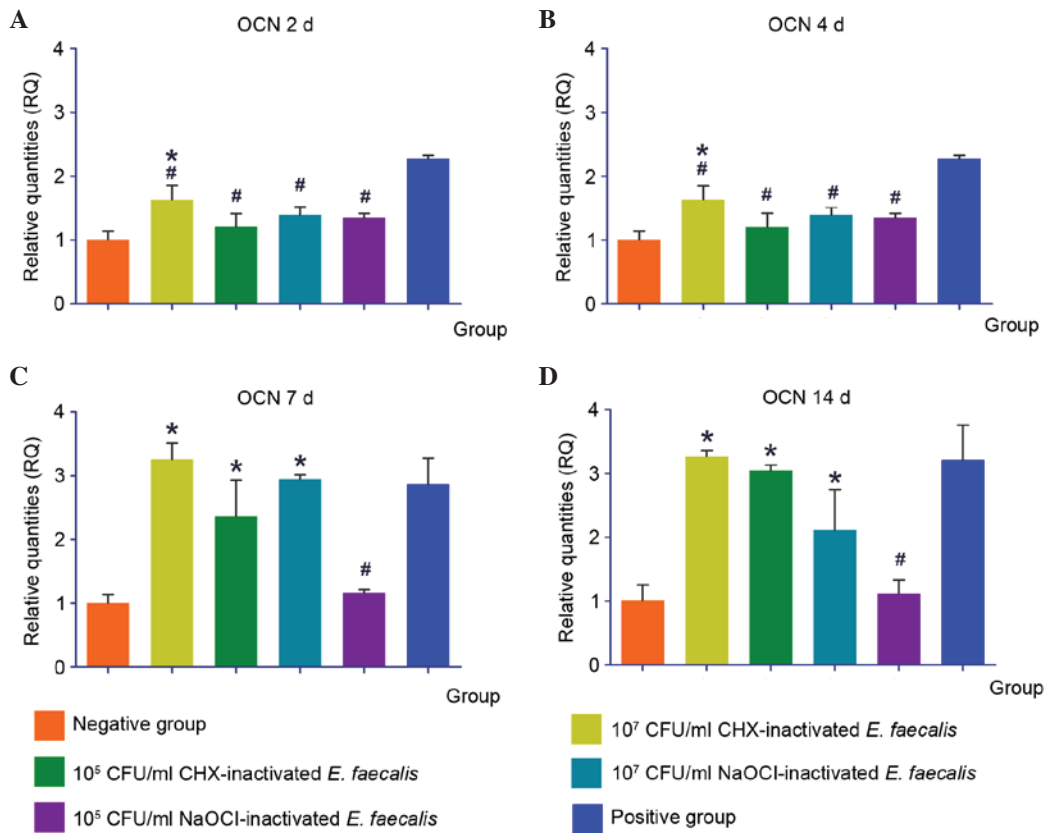 A
OCN 2 d
Relative quantities (RQ)
4
3
2
1
0
*
#
#
#
#
Group
B
OCN 4 d
Relative quantities (RQ)
4
3
2
1
0
*
#
#
#
#
Group
C
OCN 7 d
Relative quantities (RQ)
4
3
2
1
0
*
*
*
#
Group
D
OCN 14 d
Relative quantities (RQ)
4
3
2
1
0
*
*
*
#
Group
Negative group
10⁵ CFU/ml CHX-inactivated E. faecalis
10⁵ CFU/ml NaOCI-inactivated E. faecalis
10⁷ CFU/ml CHX-inactivated E. faecalis
10⁷ CFU/ml NaOCI-inactivated E. faecalis
Positive group